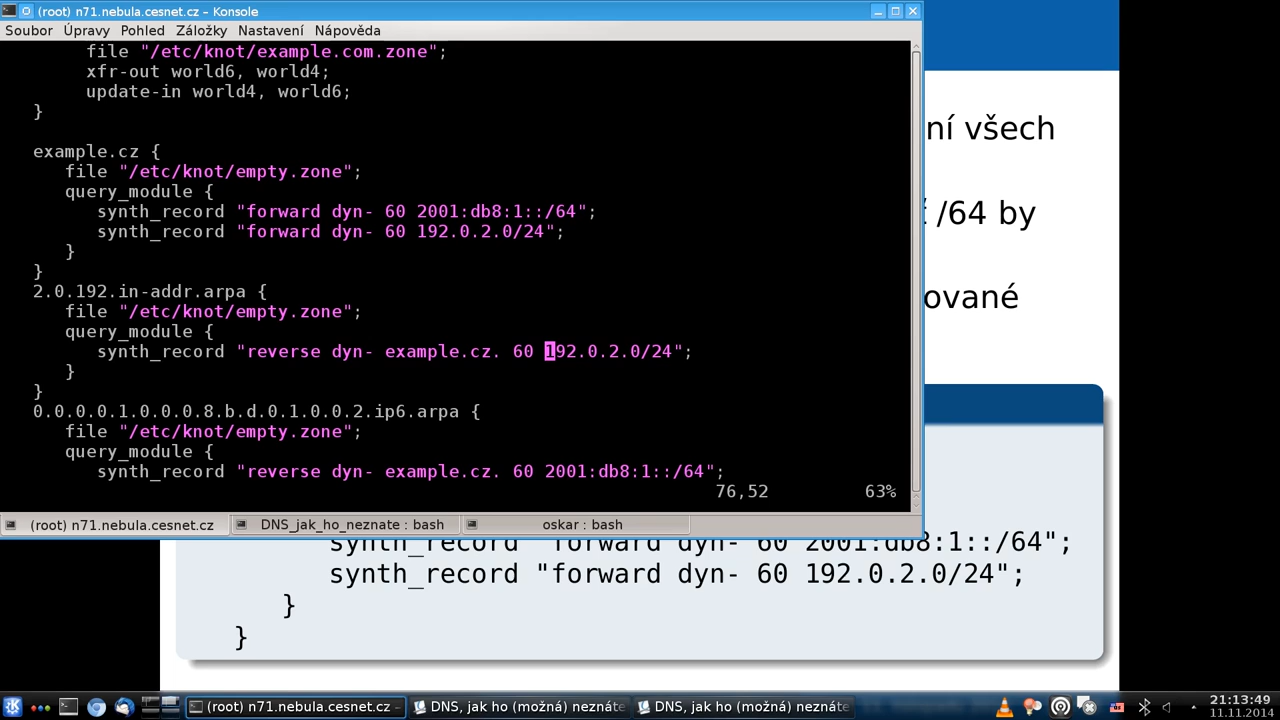 (root) n71.nebula.cesnet.cz – Konsole
Soubor Úpravy Pohled Záložky Nastavení Nápověda
file "/etc/knot/example.com.zone";
xfr-out world6, world4;
update-in world4, world6;
}
example.cz {
file "/etc/knot/empty.zone";
query_module {
synth_record "forward dyn- 60 2001:db8:1::/64";
synth_record "forward dyn- 60 192.0.2.0/24";
}
}
2.0.192.in-addr.arpa {
file "/etc/knot/empty.zone";
query_module {
synth_record "reverse dyn- example.cz. 60 192.0.2.0/24";
}
}
0.0.0.0.1.0.0.0.8.b.d.0.1.0.0.2.ip6.arpa {
file "/etc/knot/empty.zone";
query_module {
synth_record "reverse dyn- example.cz. 60 2001:db8:1::/64";
76,52 63%
(root) n71.nebula.cesnet.cz DNS_jak_ho_neznate : bash oskar : bash
ní všech
/64 by
ované
synth_record "forward dyn- 60 2001:db8:1::/64";
synth_record "forward dyn- 60 192.0.2.0/24";
}
}
(root) n71.nebula.cesnet.cz – DNS, jak ho (možná) neznáte DNS, jak ho (možná) neznáte 21:13:49
11.11.2014